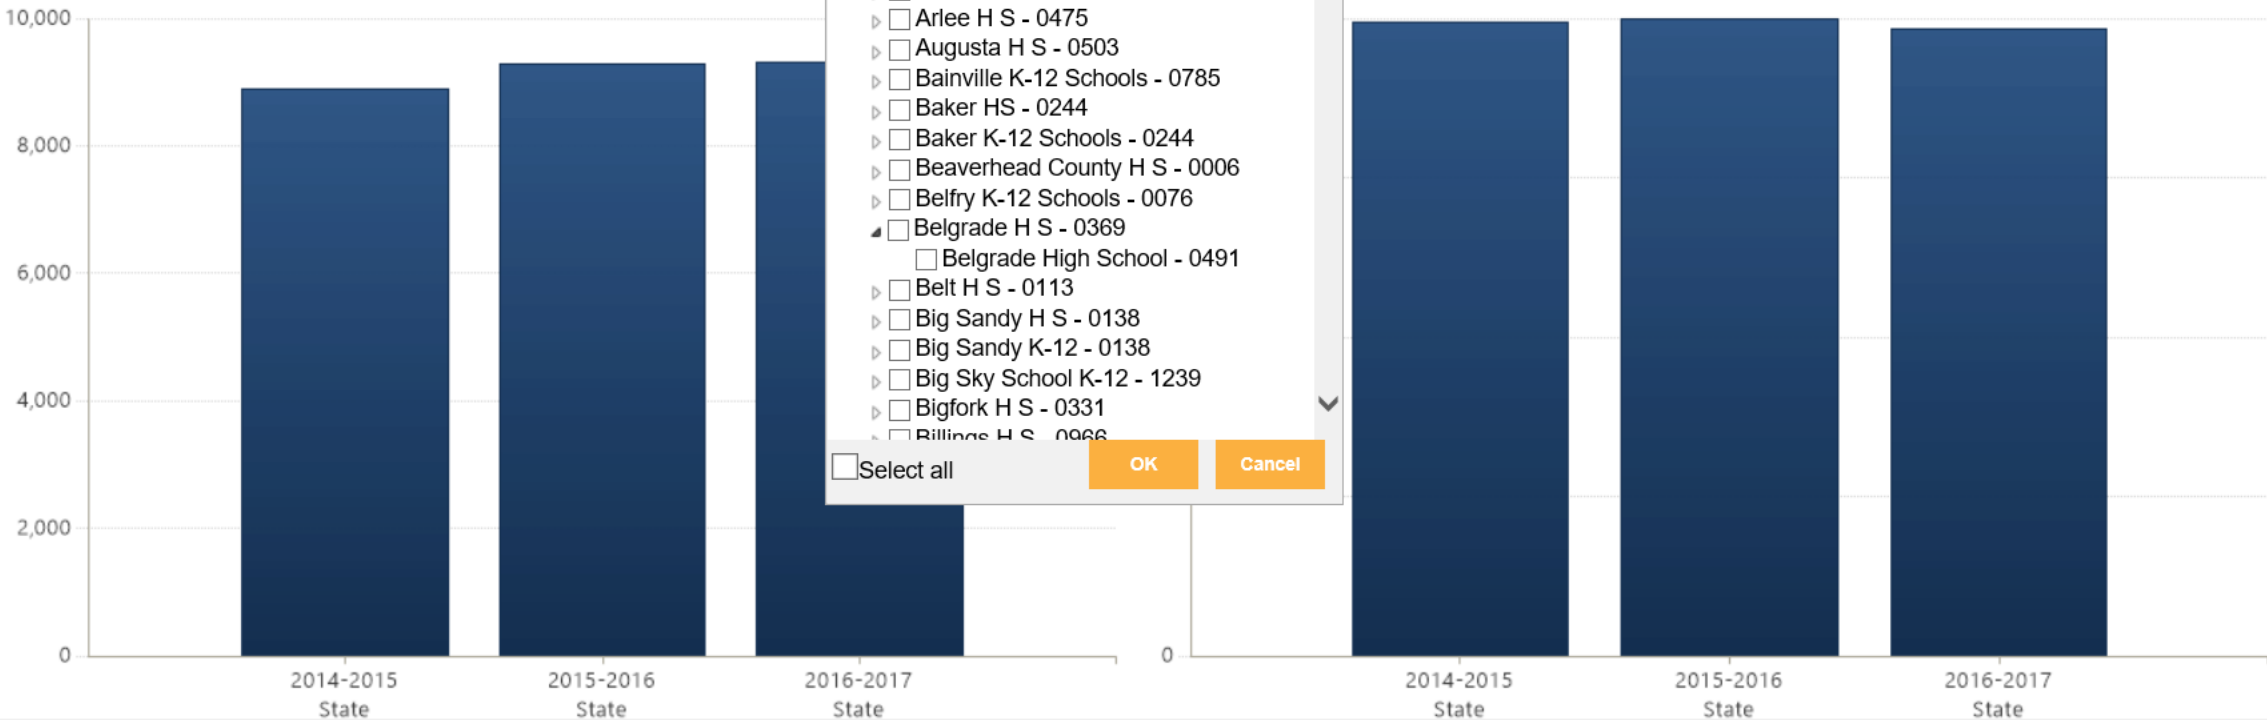 10,000
8,000
6,000
4,000
2,000
0
2014-2015
State
2015-2016
State
2016-2017
State
Arlee H S - 0475
Augusta H S - 0503
Bainville K-12 Schools - 0785
Baker HS - 0244
Baker K-12 Schools - 0244
Beaverhead County H S - 0006
Belfry K-12 Schools - 0076
Belgrade H S - 0369
Belgrade High School - 0491
Belt H S - 0113
Big Sandy H S - 0138
Big Sandy K-12 - 0138
Big Sky School K-12 - 1239
Bigfork H S - 0331
Billings H S - 0966
Select all
OK
Cancel
0
2014-2015
State
2015-2016
State
2016-2017
State